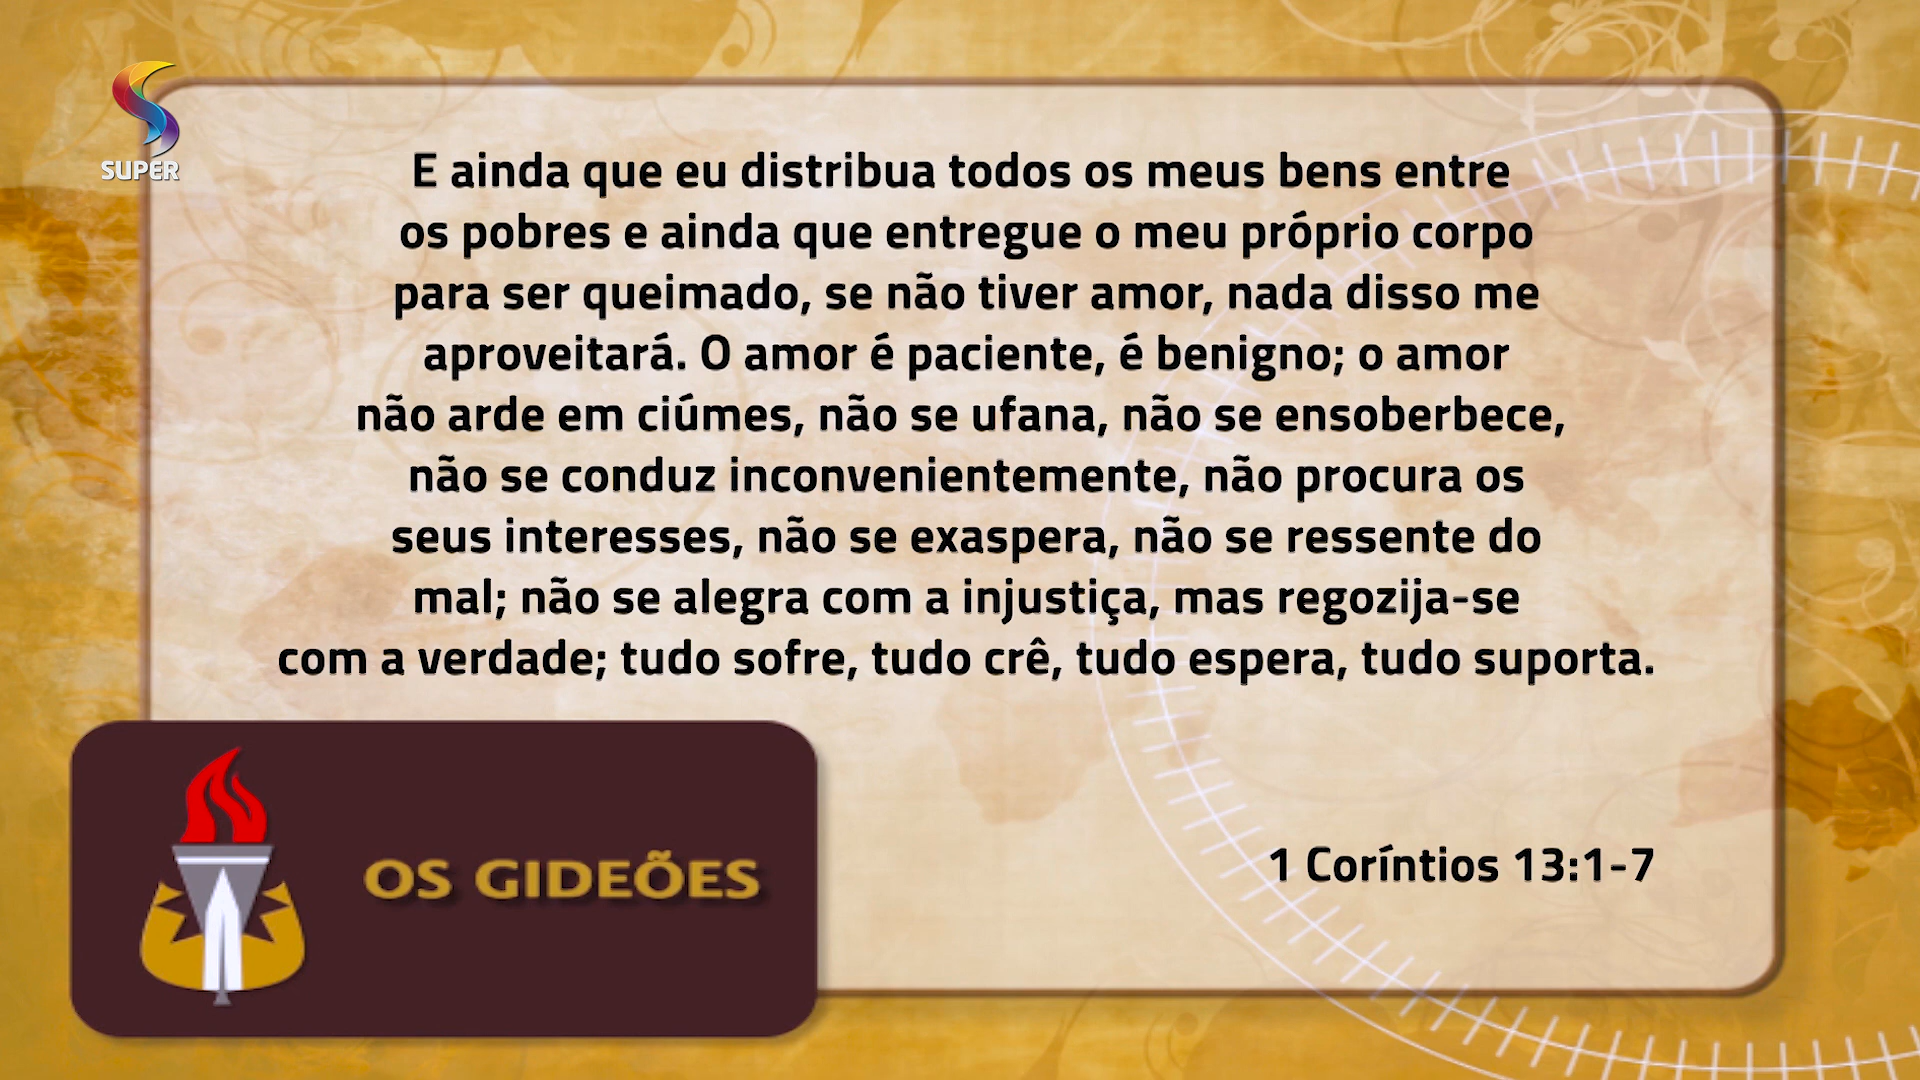 SUPER
E ainda que eu distribua todos os meus bens entre
os pobres e ainda que entregue o meu próprio corpo
para ser queimado, se não tiver amor, nada disso me
aproveitará. O amor é paciente, é benigno; o amor
não arde em ciúmes, não se ufana, não se ensoberbece,
não se conduz inconvenientemente, não procura os
seus interesses, não se exaspera, não se ressente do
mal; não se alegra com a injustiça, mas regozija-se
com a verdade; tudo sofre, tudo crê, tudo espera, tudo suporta.
1 Coríntios 13:1-7
OS GIDEÕES